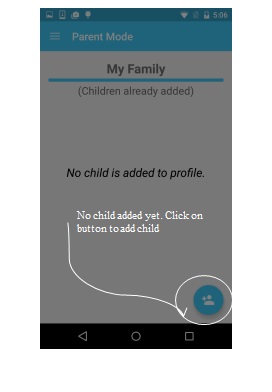 5:06
Parent Mode
My Family
(Children already added)
No child is added to profile.
No child added yet. Click on
button to add child